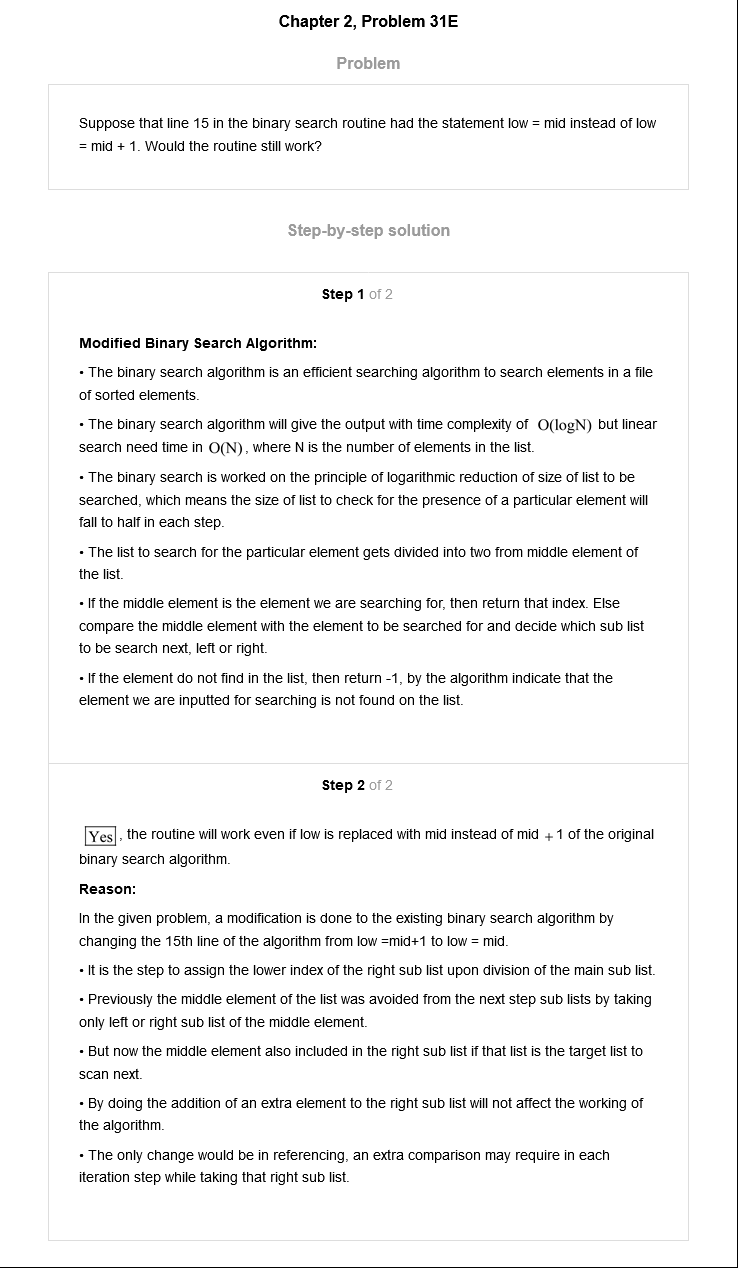 Chapter 2, Problem 31E
Problem
Suppose that line 15 in the binary search routine had the statement low = mid instead of low
= mid + 1. Would the routine still work?
Step-by-step solution
Step 1 of 2
Modified Binary Search Algorithm:
• The binary search algorithm is an efficient searching algorithm to search elements in a file
of sorted elements.
• The binary search algorithm will give the output with time complexity of O(logN) but linear
search need time in O(N), where N is the number of elements in the list.
• The binary search is worked on the principle of logarithmic reduction of size of list to be
searched, which means the size of list to check for the presence of a particular element will
fall to half in each step.
• The list to search for the particular element gets divided into two from middle element of
the list.
• If the middle element is the element we are searching for, then return that index. Else
compare the middle element with the element to be searched for and decide which sub list
to be search next, left or right.
• If the element do not find in the list, then return -1, by the algorithm indicate that the
element we are inputted for searching is not found on the list.
Step 2 of 2
Yes, the routine will work even if low is replaced with mid instead of mid +1 of the original
binary search algorithm.
Reason:
In the given problem, a modification is done to the existing binary search algorithm by
changing the 15th line of the algorithm from low =mid+1 to low = mid.
• It is the step to assign the lower index of the right sub list upon division of the main sub list.
• Previously the middle element of the list was avoided from the next step sub lists by taking
only left or right sub list of the middle element.
• But now the middle element also included in the right sub list if that list is the target list to
scan next.
• By doing the addition of an extra element to the right sub list will not affect the working of
the algorithm.
• The only change would be in referencing, an extra comparison may require in each
iteration step while taking that right sub list.